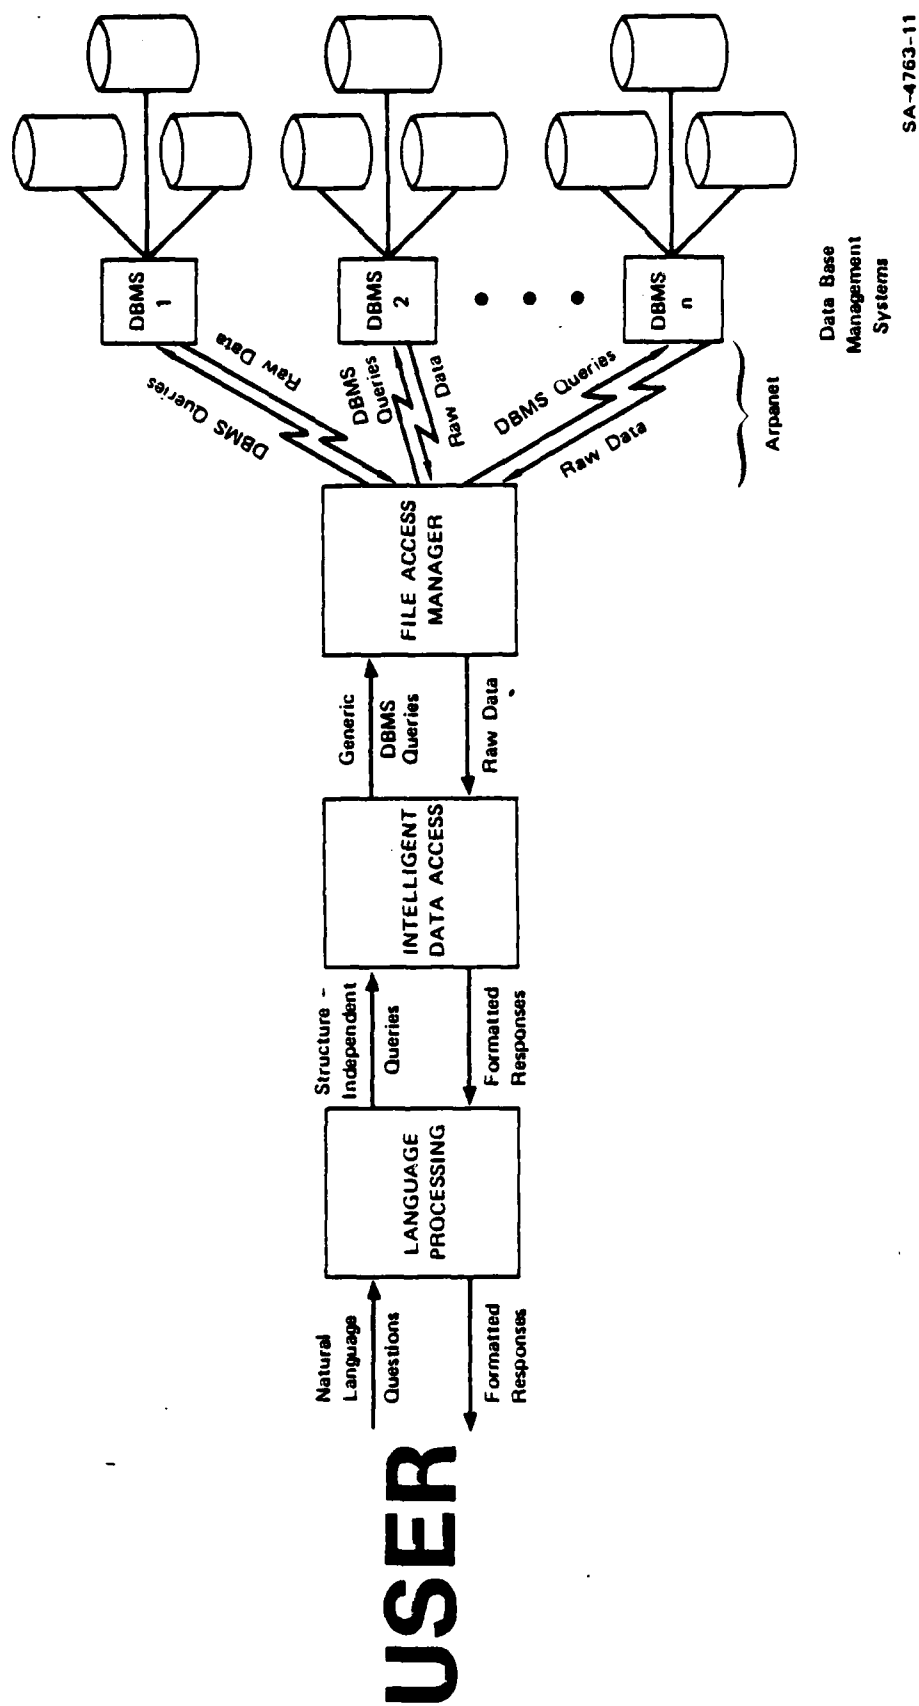 USER
Natural
Language
Questions
Formatted
Responses
LANGUAGE
PROCESSING
Structure -
Independent
Queries
Formatted
Responses
INTELLIGENT
DATA ACCESS
Generic
DBMS
Queries
Raw Data
FILE ACCESS
MANAGER
DBMS Queries
Raw Data
DBMS
Queries
Raw Data
DBMS Queries
Raw Data
Arpanet
DBMS
1
DBMS
2
DBMS
n
Data Base
Management
Systems
SA-4763-11